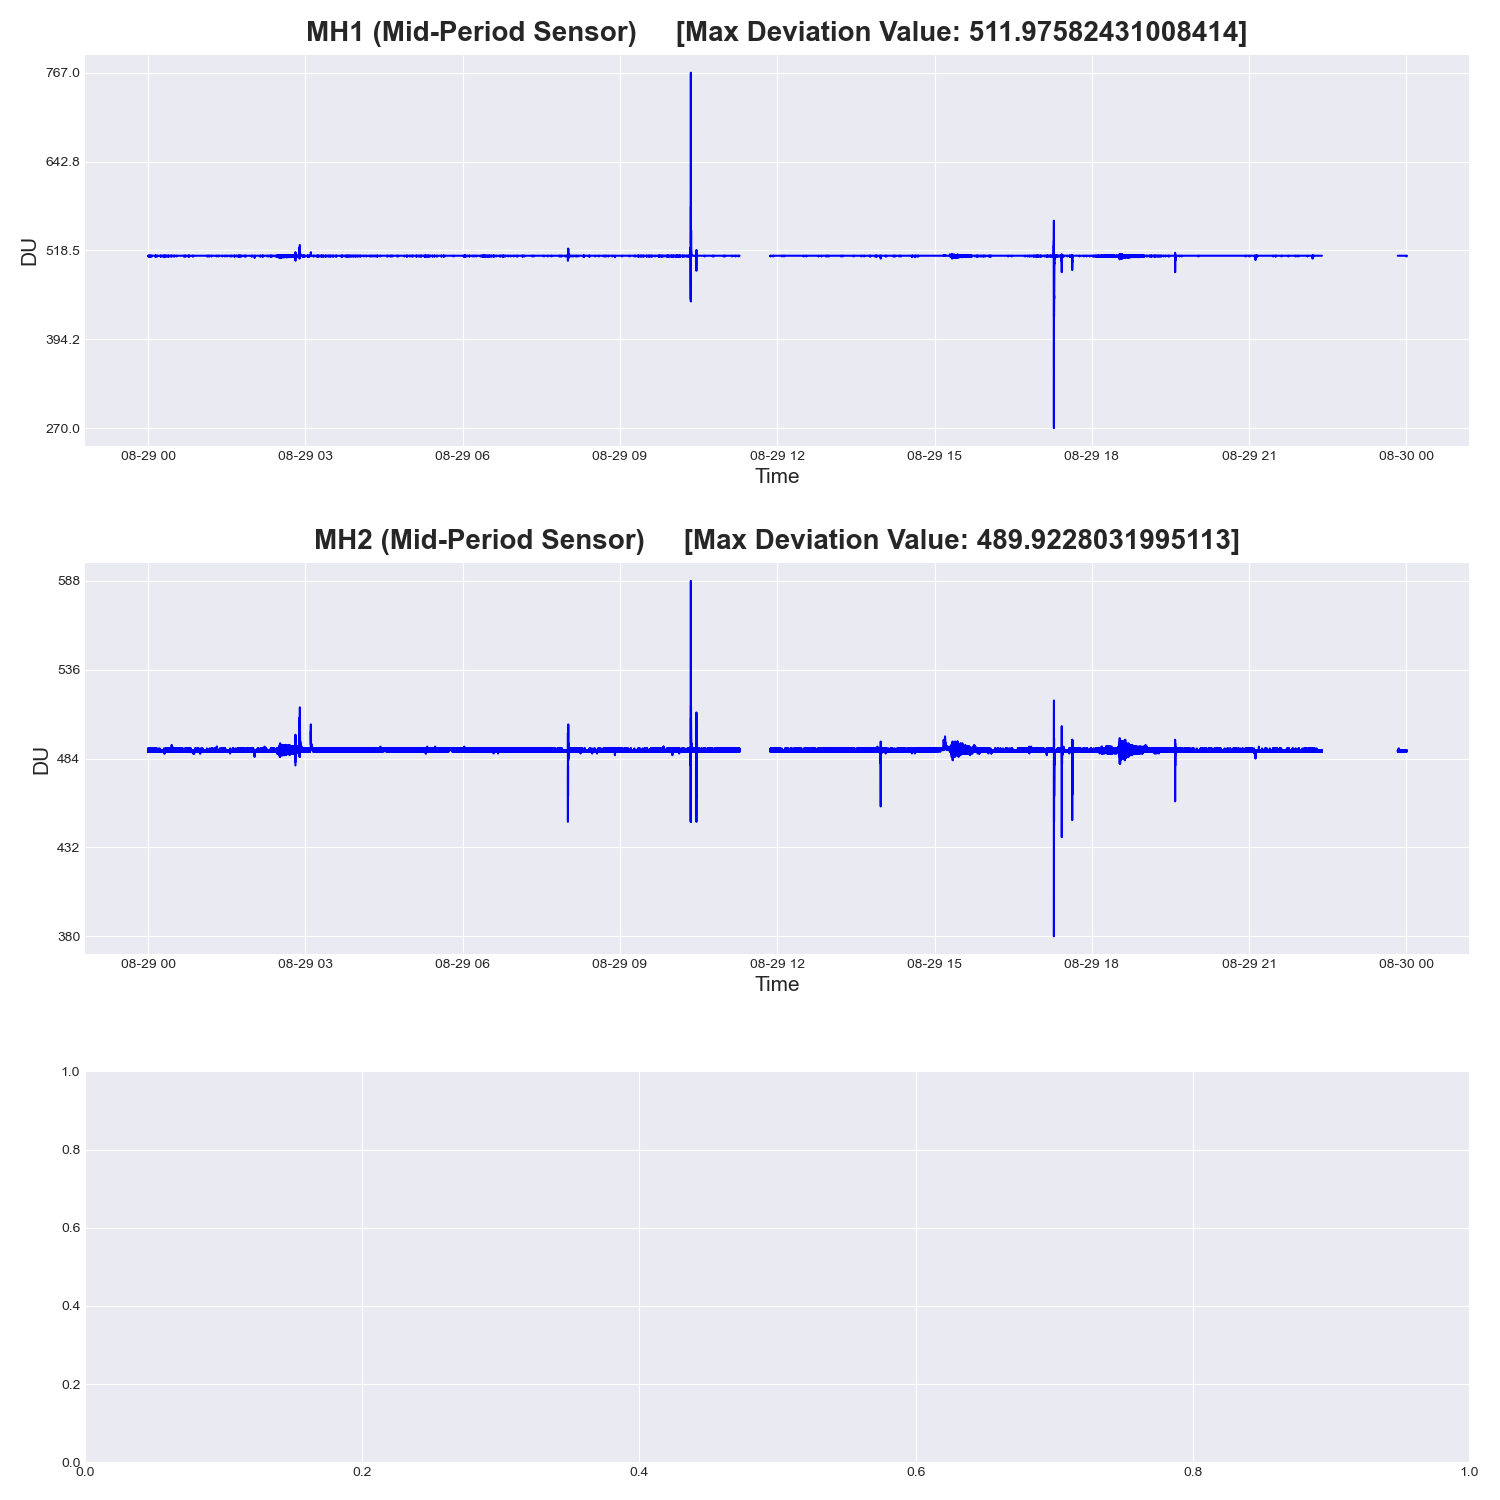 MH1 (Mid-Period Sensor) [Max Deviation Value: 511.97582431008414]
767.0
642.8
518.5
394.2
270.0
DU
08-29 00 08-29 03 08-29 06 08-29 09 08-29 12 08-29 15 08-29 18 08-29 21 08-30 00
Time
MH2 (Mid-Period Sensor) [Max Deviation Value: 489.9228031995113]
588
536
484
432
380
DU
08-29 00 08-29 03 08-29 06 08-29 09 08-29 12 08-29 15 08-29 18 08-29 21 08-30 00
Time
1.0
0.8
0.6
0.4
0.2
0.0
0.0 0.2 0.4 0.6 0.8 1.0